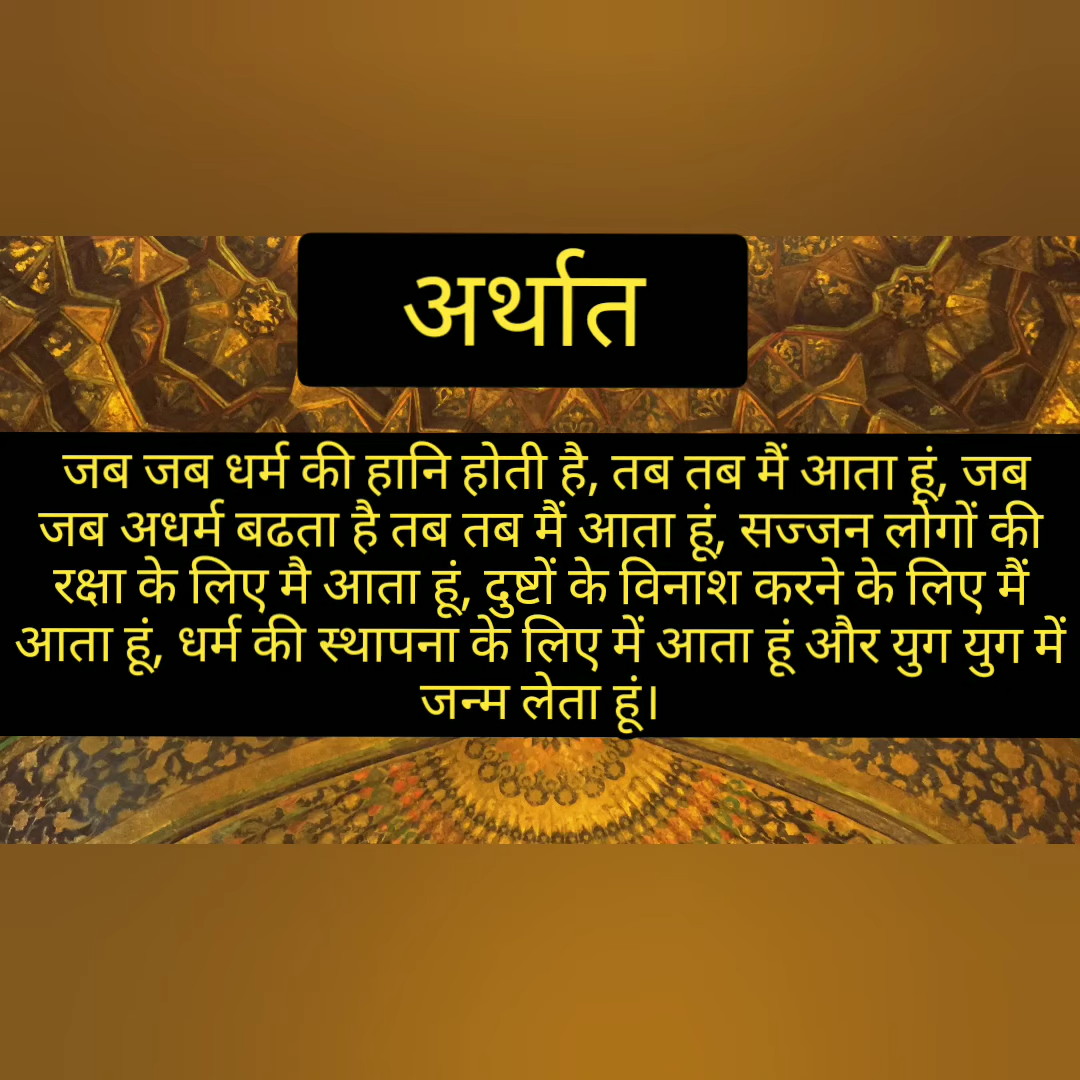 अर्थात
जब जब धर्म की हानि होती है, तब तब मैं आता हूं, जब
जब अधर्म बढता है तब तब मैं आता हूं, सज्जन लोगों की
रक्षा के लिए मै आता हूं, दुष्टों के विनाश करने के लिए मैं
आता हूं, धर्म की स्थापना के लिए में आता हूं और युग युग में
जन्म लेता हूं।